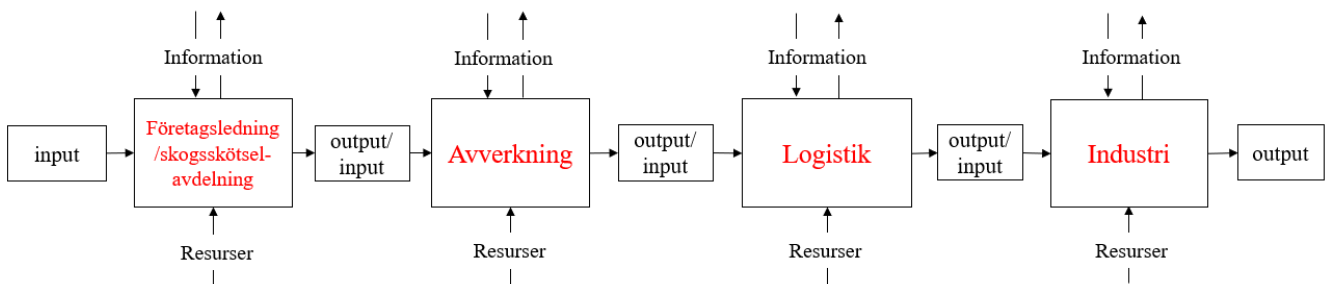 Information
Information
Information
Information
input
Företagsledning
/skogsskötsel-
avdelning
output/
input
Avverkning
output/
input
Logistik
output/
input
Industri
output
Resurser
Resurser
Resurser
Resurser